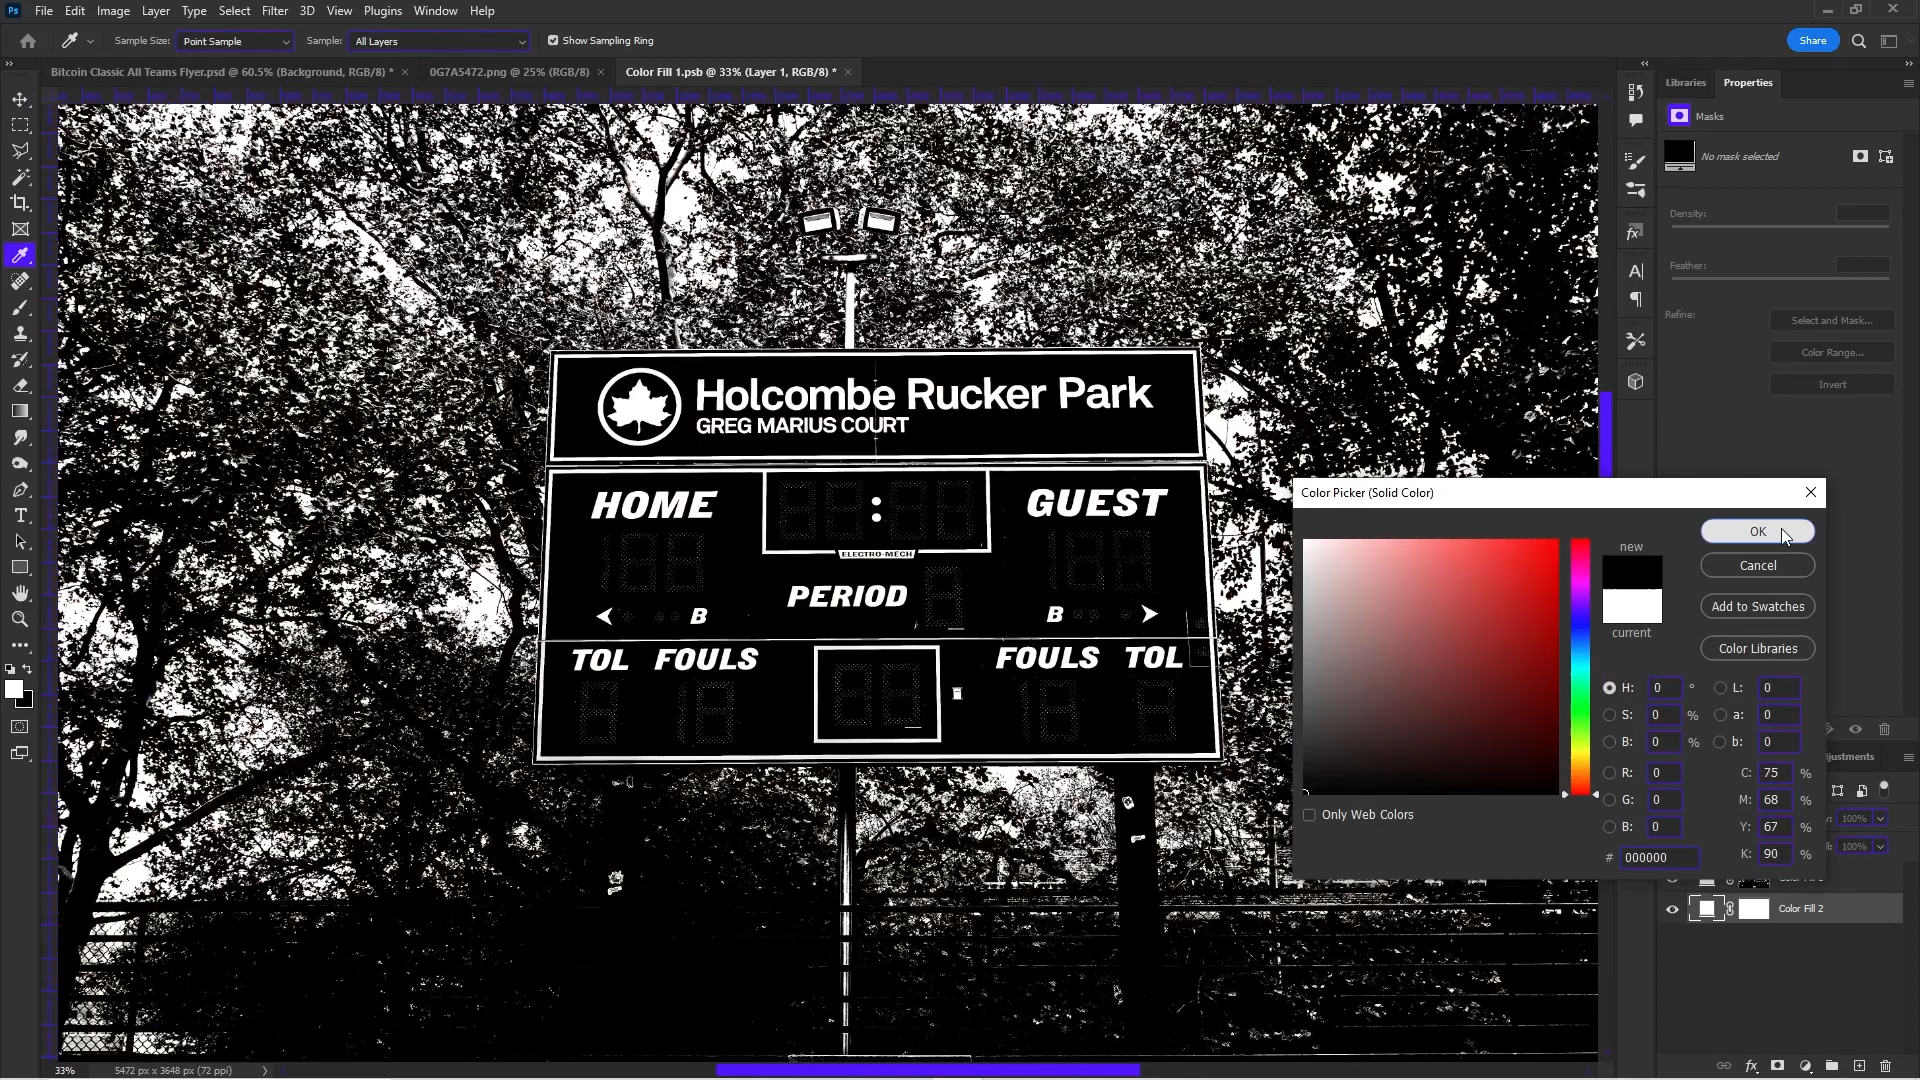 Ps File Edit Image Layer Type Select Filter 3D View Plugins Window Help
Sample Size: Point Sample Sample: All Layers Show Sampling Ring Share
Bitcoin Classic All Teams Flyer.psd @ 60.5% (Background, RGB/8) * × 0G7A5472.png @ 25% (RGB/8) × Color Fill 1.psb @ 33% (Layer 1, RGB/8) * ×
Libraries Properties
Masks
No mask selected
Density:
Feather:
Refine: Select and Mask...
Color Range...
Invert
Holcombe Rucker Park
GREG MARIUS COURT
HOME : GUEST
ELECTRO-MECH
PERIOD
B B
TOL FOULS FOULS TOL
Color Picker (Solid Color)
new
OK
Cancel
Add to Swatches
current
Color Libraries
H: 0 ° L: 0
S: 0 % a: 0
B: 0 % b: 0
R: 0 C: 75 %
G: 0 M: 68 %
B: 0 Y: 67 %
# 000000 K: 90 %
Only Web Colors
100%
100%
Color Fill 2
33% 5472 px x 3648 px (72 ppi)